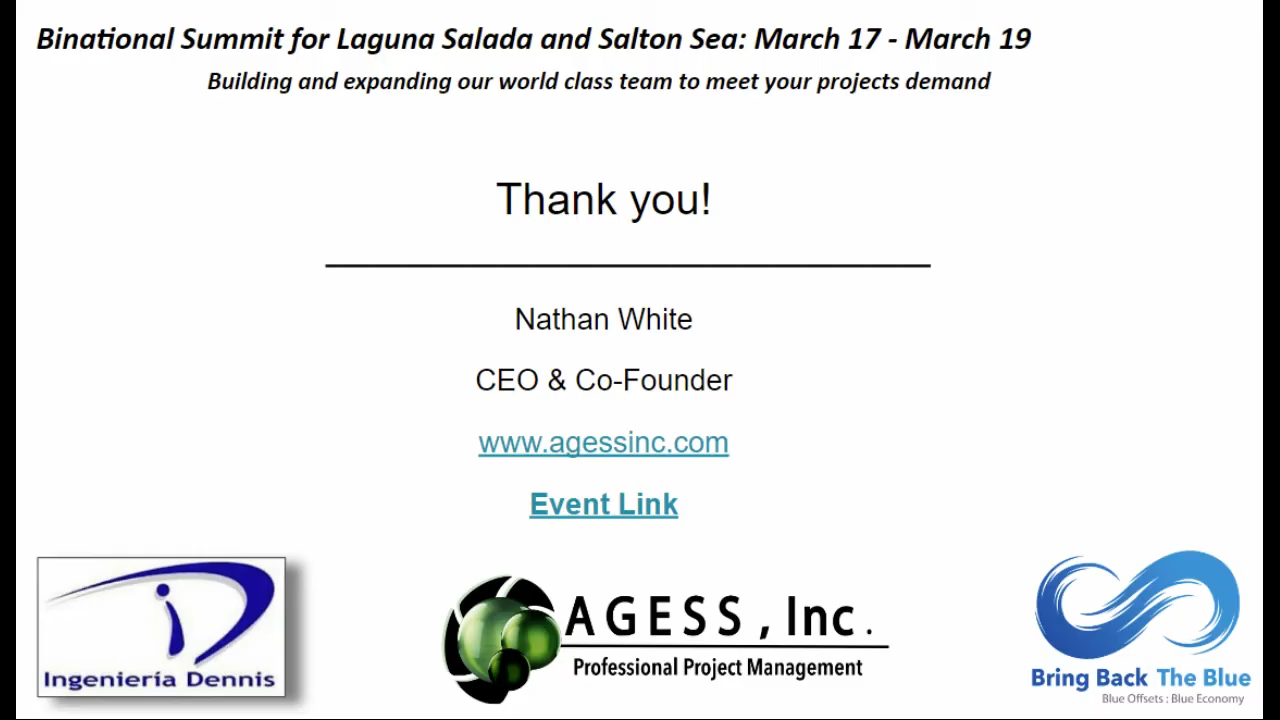 Binational Summit for Laguna Salada and Salton Sea: March 17 - March 19
Building and expanding our world class team to meet your projects demand
Thank you!
Nathan White
CEO & Co-Founder
www.agessinc.com
Event Link
Ingeniería Dennis
AGESS, Inc.
Professional Project Management
Bring Back The Blue
Blue Offsets : Blue Economy